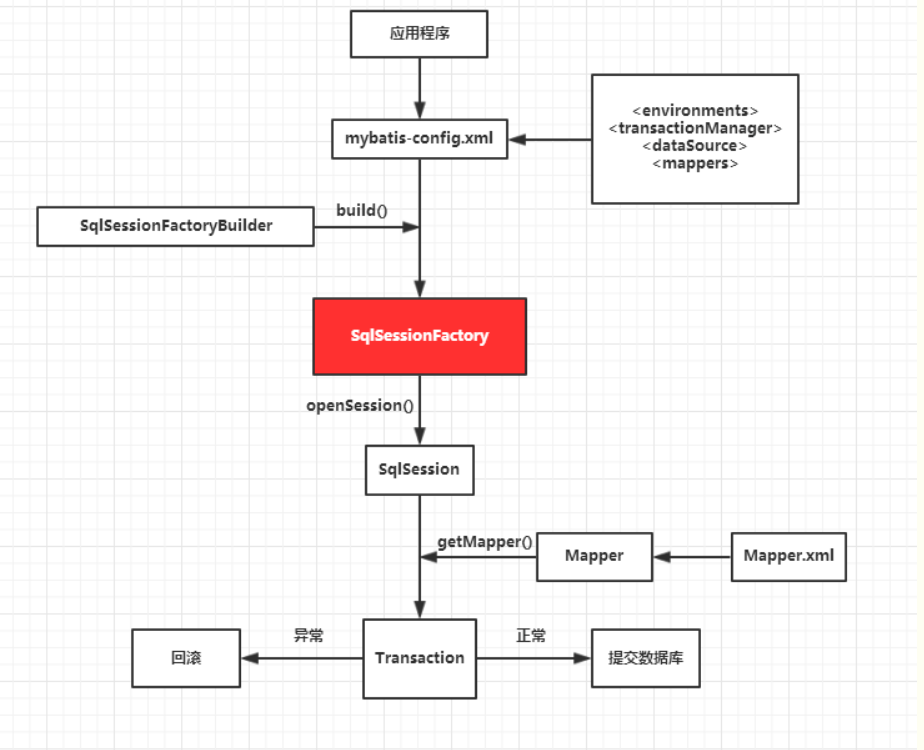 应用程序
<environments>
<transactionManager>
<dataSource>
<mappers>
mybatis-config.xml
SqlSessionFactoryBuilder
build()
SqlSessionFactory
openSession()
SqlSession
getMapper()
Mapper
Mapper.xml
回滚
异常
Transaction
正常
提交数据库